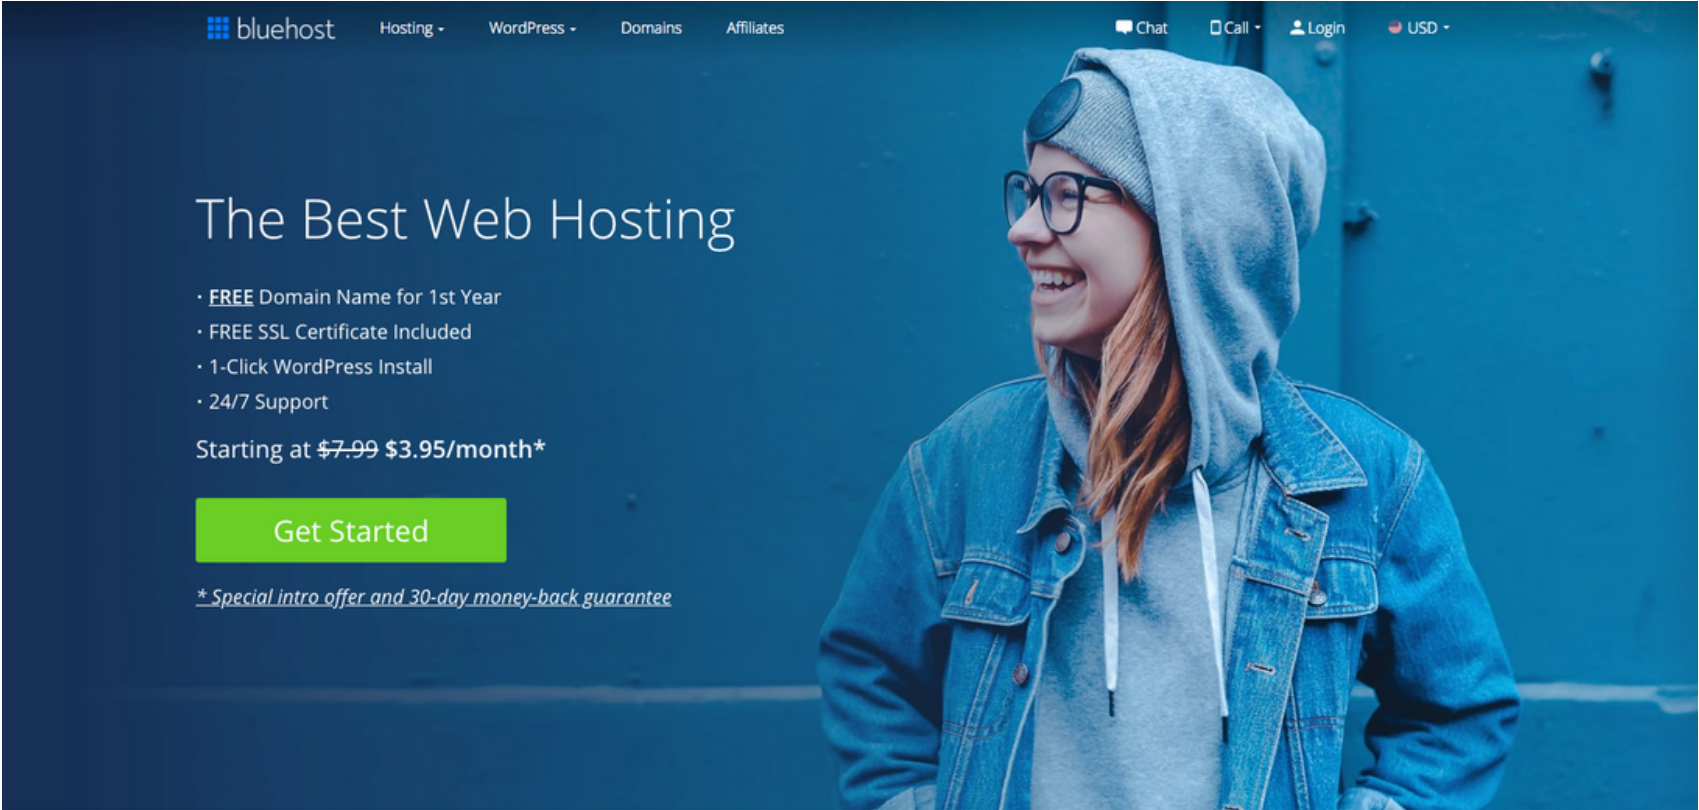 bluehost Hosting WordPress Domains Affiliates Chat Call Login USD
The Best Web Hosting
· FREE Domain Name for 1st Year
· FREE SSL Certificate Included
· 1-Click WordPress Install
· 24/7 Support
Starting at $7.99 $3.95/month*
Get Started
* Special intro offer and 30-day money-back guarantee